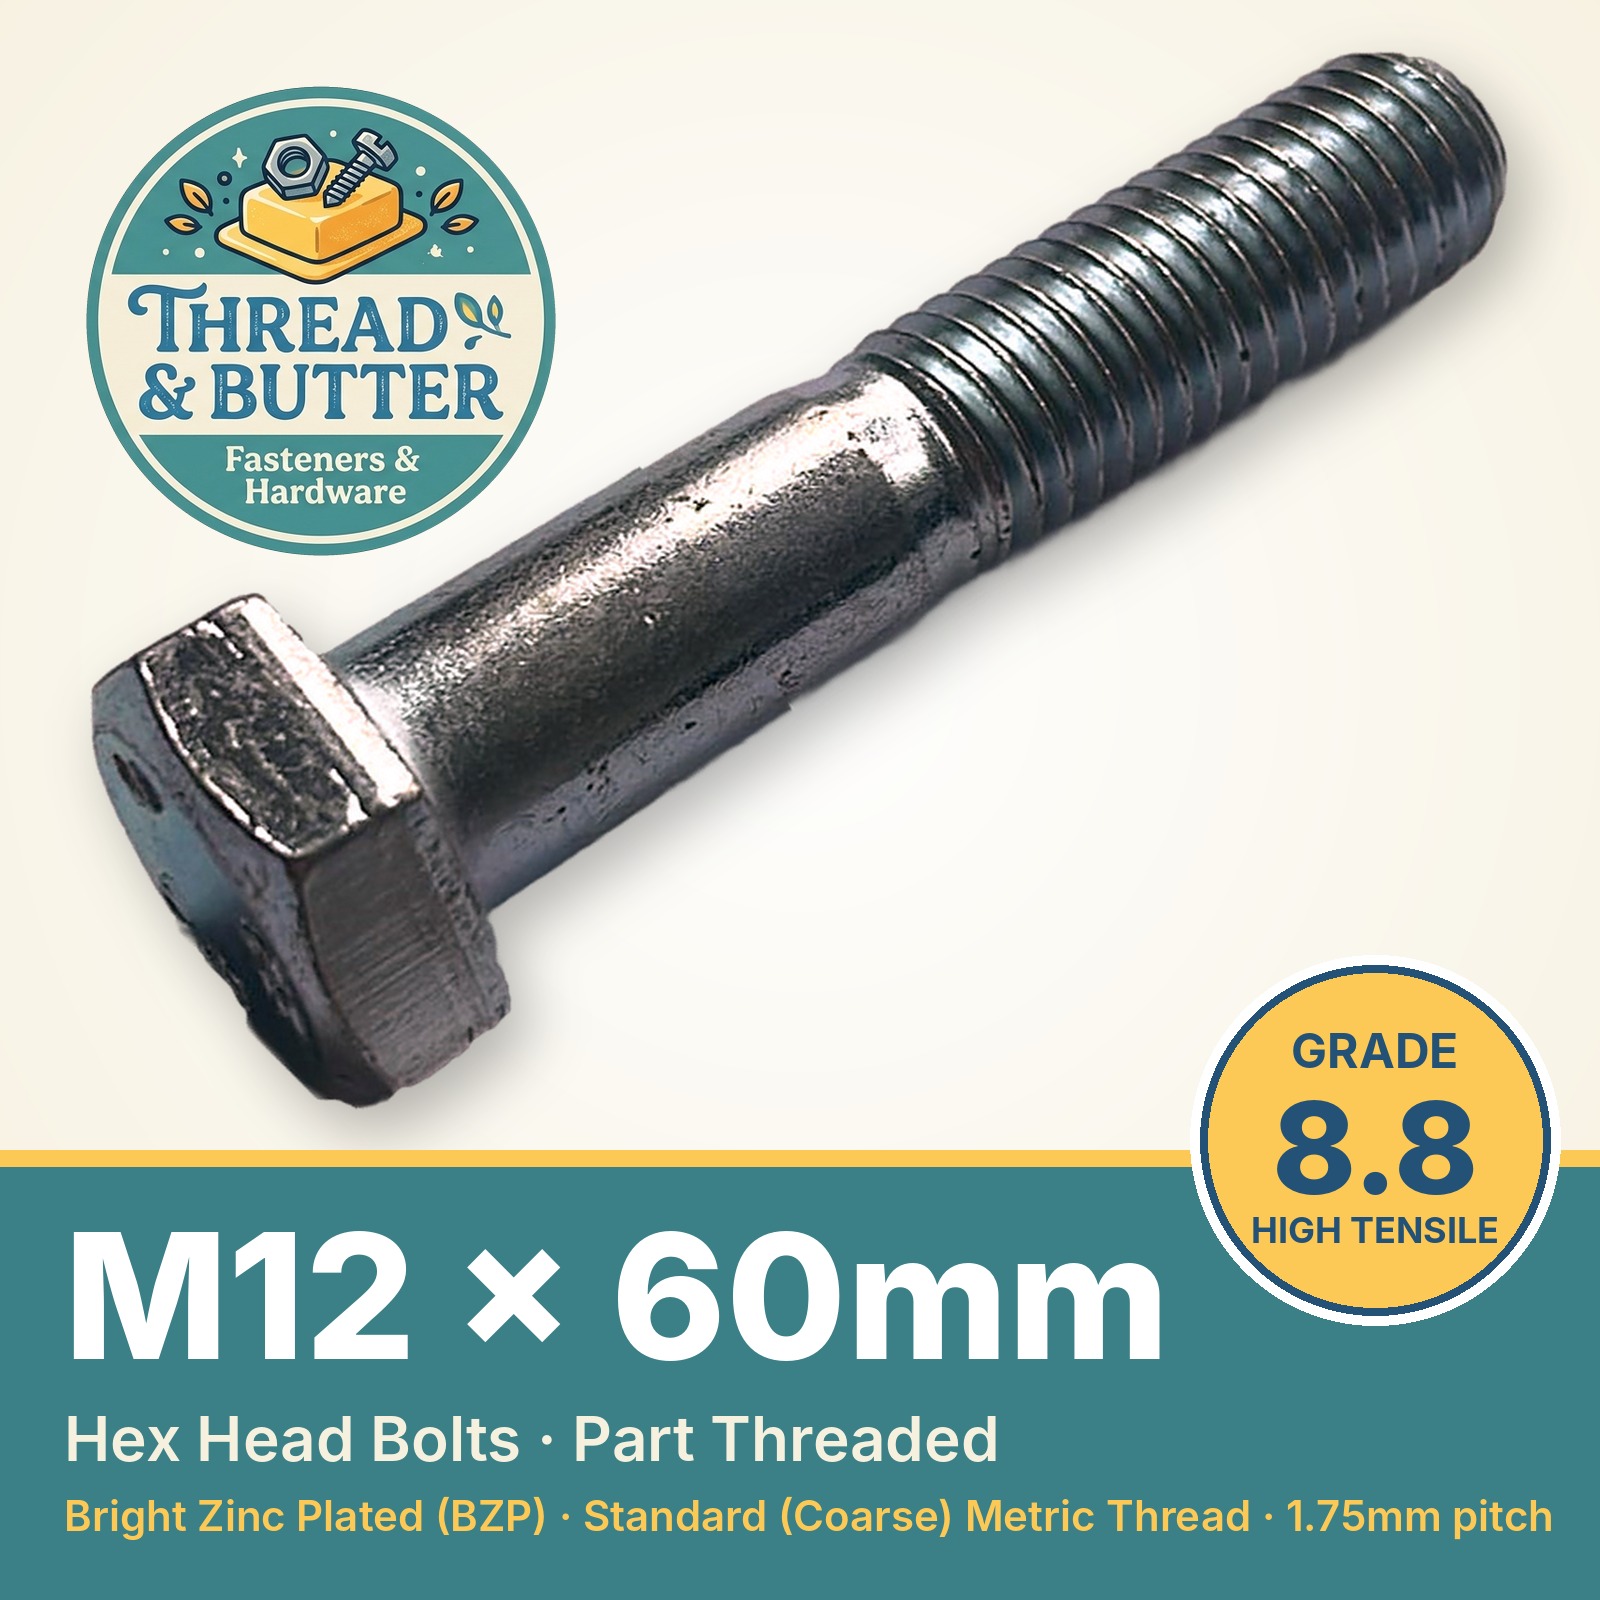 THREAD
& BUTTER
Fasteners &
Hardware
GRADE
8.8
HIGH TENSILE
M12 × 60mm
Hex Head Bolts · Part Threaded
Bright Zinc Plated (BZP) · Standard (Coarse) Metric Thread · 1.75mm pitch